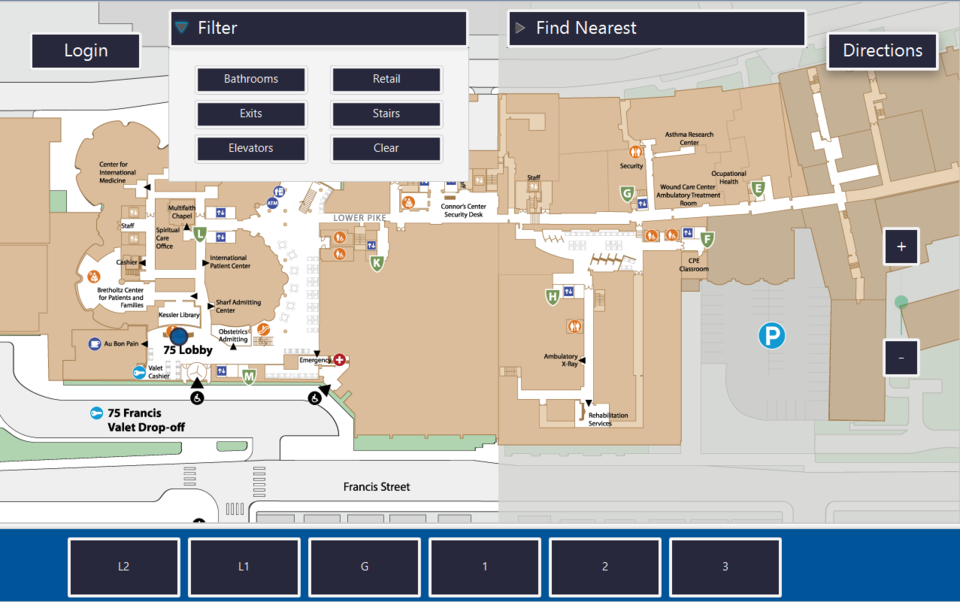 Login
Filter
Find Nearest
Directions
Bathrooms
Retail
Exits
Stairs
Elevators
Clear
Center for
International
Medicine
Multifaith
Chapel
Staff
Spiritual
Care
Office
L
Cashier
International
Patient Center
Bretholtz Center
for Patients and
Families
Sharf Admitting
Center
Kessler Library
Obstetrics
Admitting
Au Bon Pain
75 Lobby
Valet
Cashier
M
Emergency
75 Francis
Valet Drop-off
Francis Street
ATM
LOWER PIKE
K
Connor's Center
Security Desk
Staff
Security
G
Asthma Research
Center
Occupational
Health
Wound Care Center
Ambulatory Treatment
Room
E
F
CPE
Classroom
H
Ambulatory
X-Ray
Rehabilitation
Services
P
+
-
L2
L1
G
1
2
3